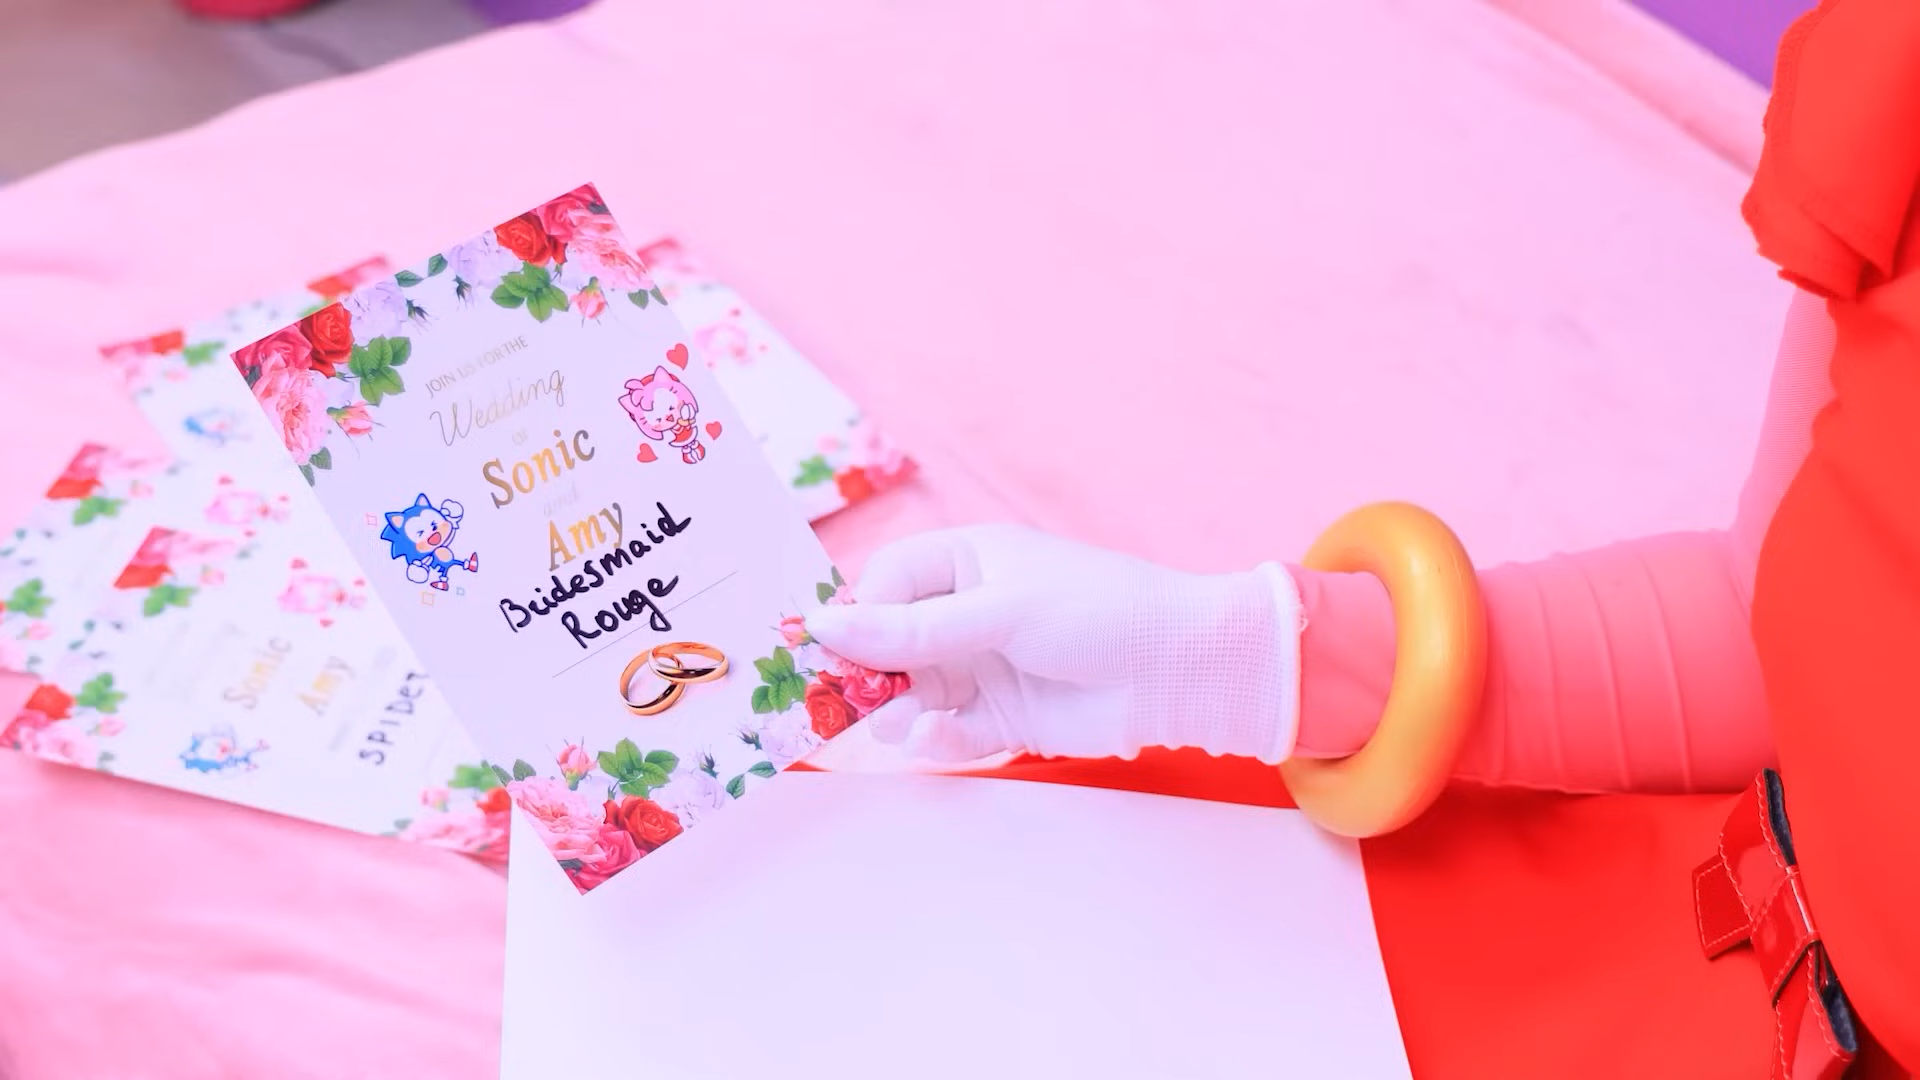 JOIN US FOR THE
Wedding
OF
Sonic
and
Amy
Bridesmaid
Rouge
Sonic
Amy
SPIDER